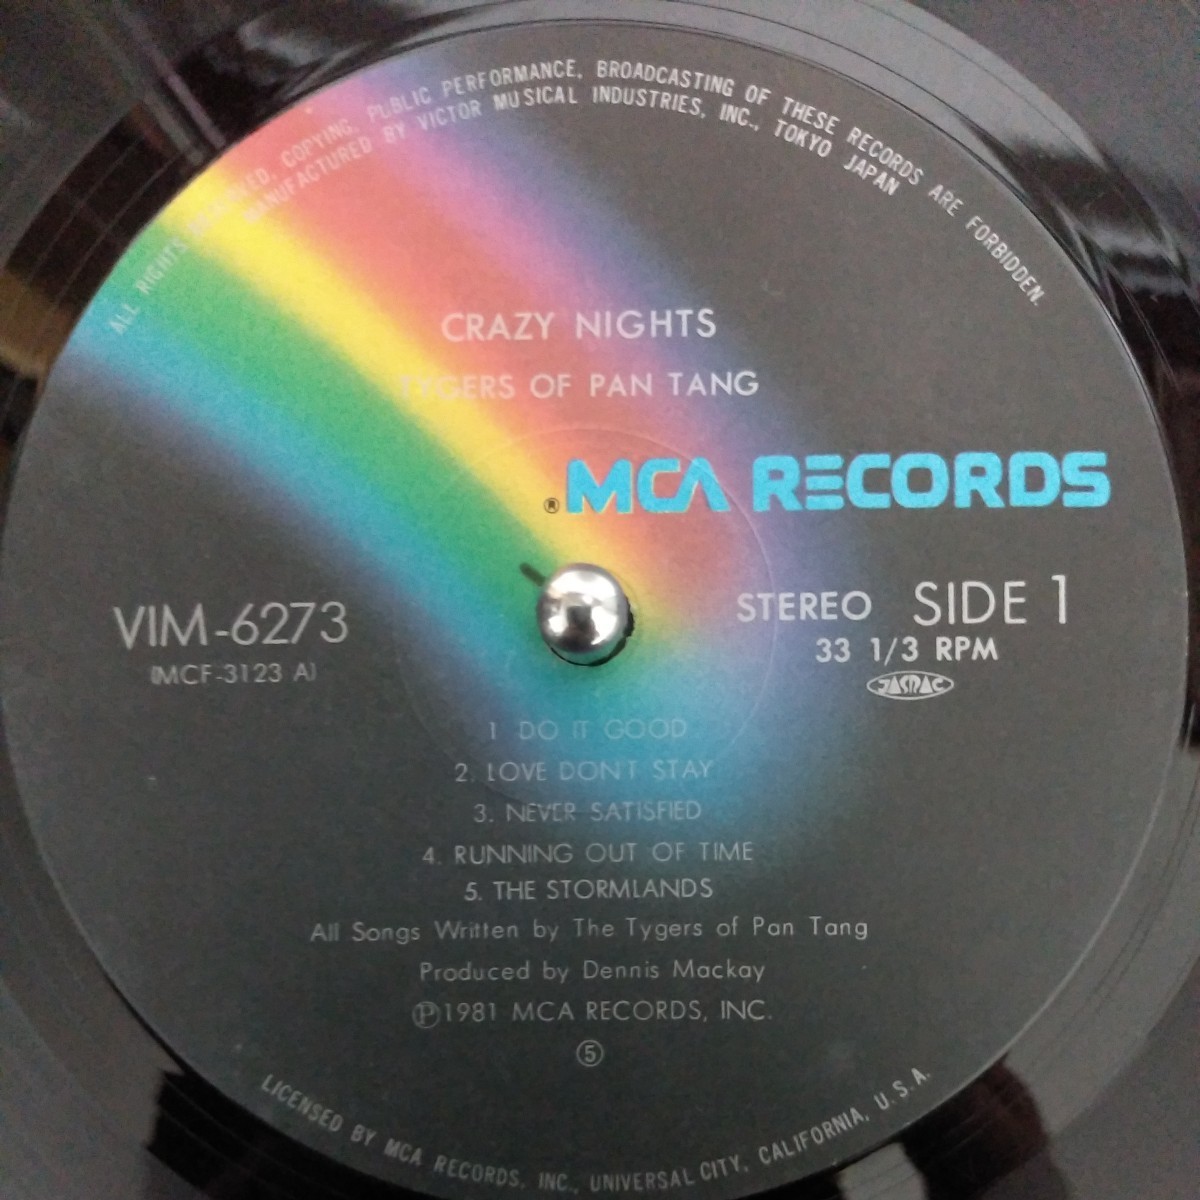 ALL RIGHTS RESERVED. COPYING. PUBLIC PERFORMANCE, BROADCASTING OF THESE RECORDS ARE FORBIDDEN.
MANUFACTURED BY VICTOR MUSICAL INDUSTRIES, INC., TOKYO JAPAN
CRAZY NIGHTS
TYGERS OF PAN TANG
® MCA RECORDS
VIM-6273
(MCF-3123 A)
STEREO SIDE 1
33 1/3 RPM
JASRAC
1 DO IT GOOD
2. LOVE DON'T STAY
3. NEVER SATISFIED
4. RUNNING OUT OF TIME
5. THE STORMLANDS
All Songs Written by The Tygers of Pan Tang
Produced by Dennis Mackay
Ⓟ1981 MCA RECORDS, INC.
⑤
LICENSED BY MCA RECORDS, INC., UNIVERSAL CITY, CALIFORNIA, U.S.A.